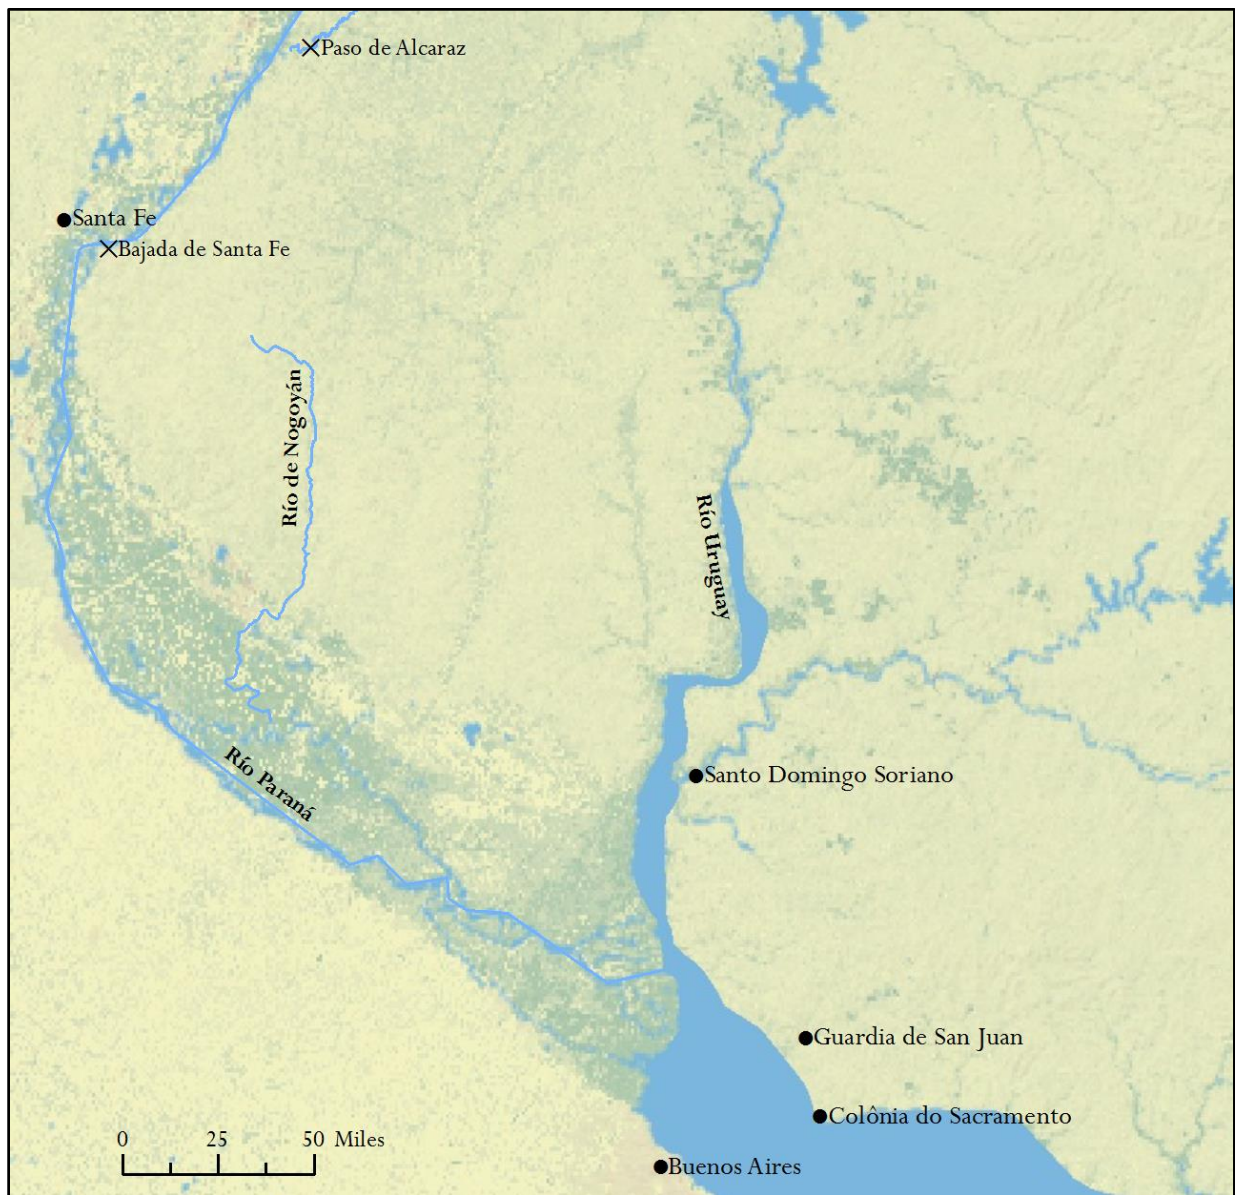 Paso de Alcaraz
Santa Fe
Bajada de Santa Fe
Río de Nogoyán
Río Uruguay
Río Paraná
Santo Domingo Soriano
Guardia de San Juan
Colônia do Sacramento
0 25 50 Miles
Buenos Aires